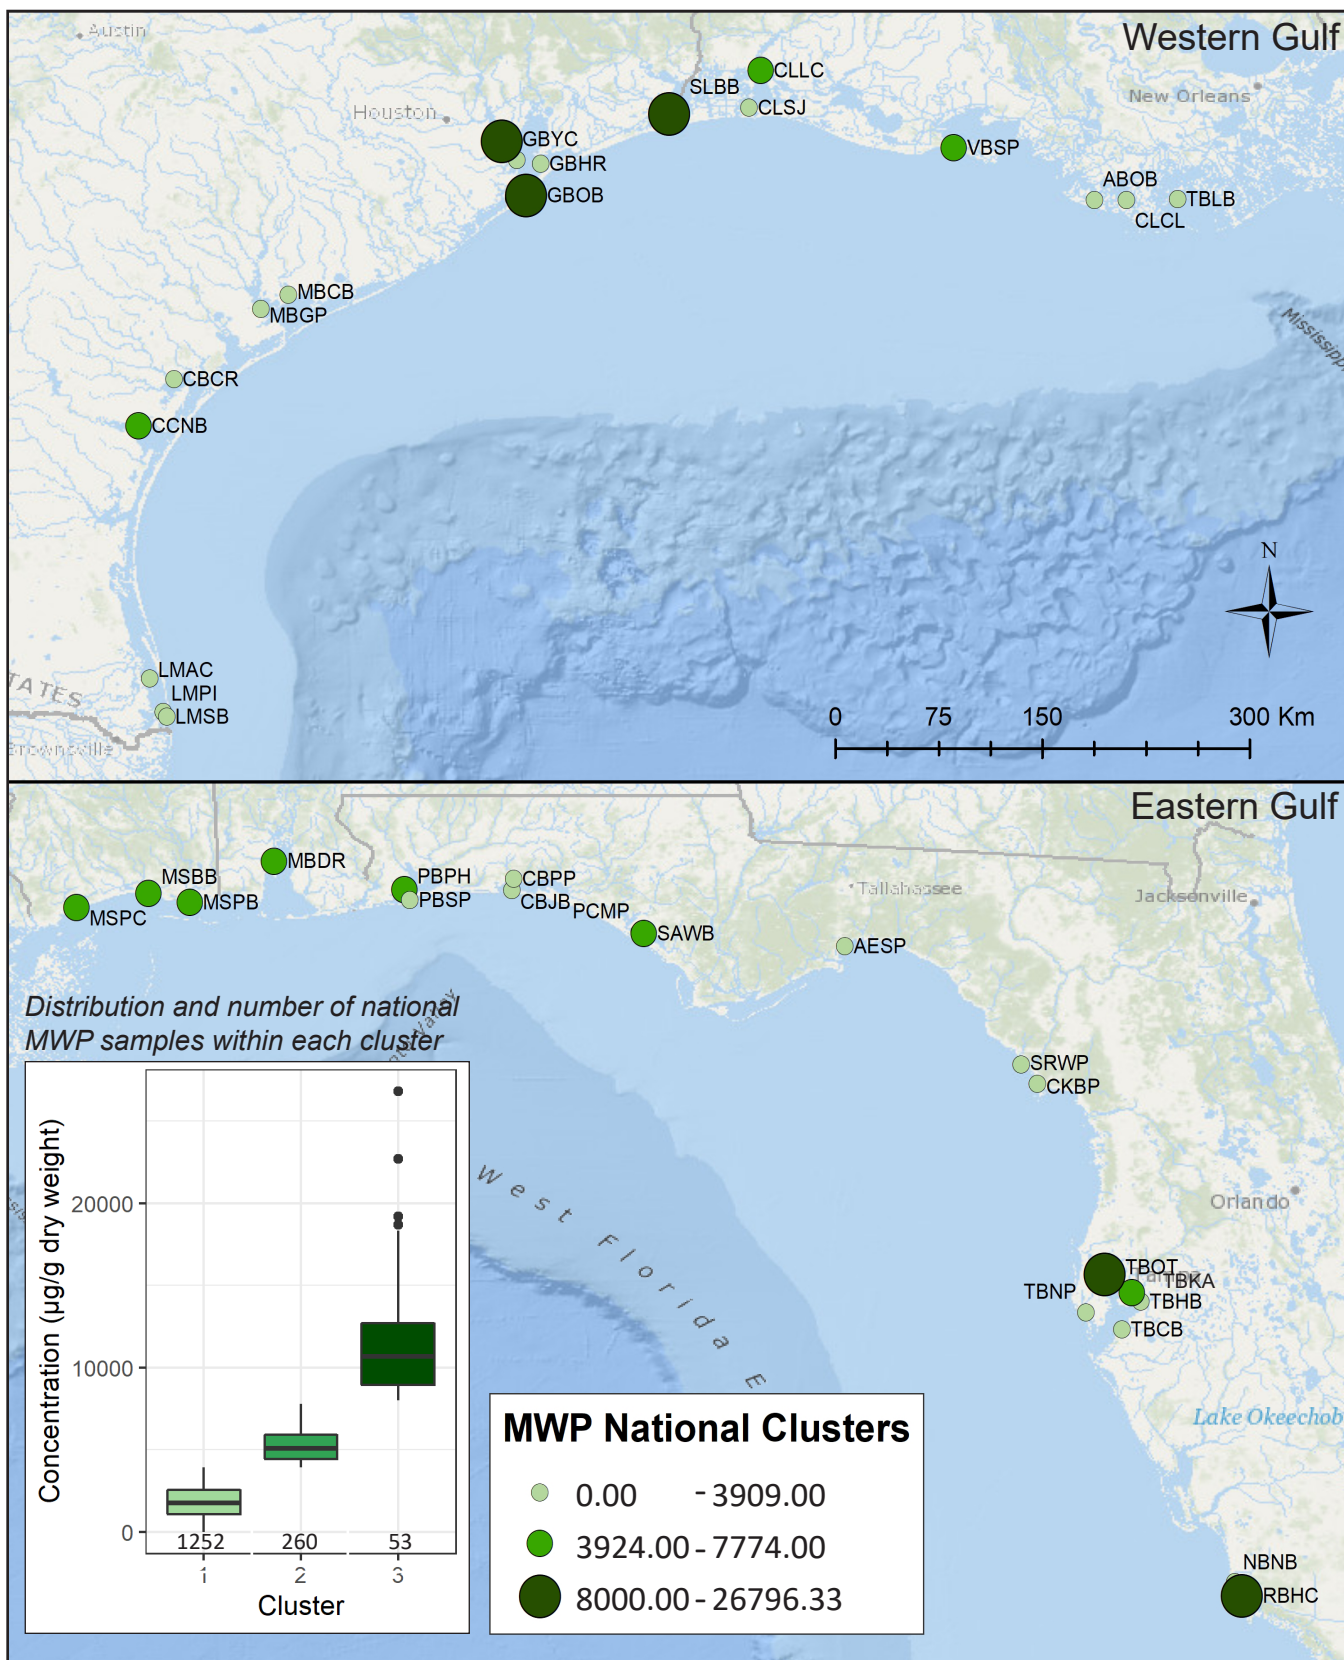 Western Gulf
Austin
CLLC
SLBB
CLSJ
New Orleans
Houston
GBYC
GBHR
VBSP
GBOB
ABOB
TBLB
CLCL
MBCB
MBGP
Mississipp
CBCR
CCNB
N
LMAC
TATES
LMPI
LMSB
0 75 150 300 Km
Brownsville
Eastern Gulf
MBDR
MSBB
PBPH
CBPP
Tallahassee
MSPB
PBSP
CBJB
PCMP
Jacksonville
MSPC
SAWB
AESP
Distribution and number of national
MWP samples within each cluster
Valley
SRWP
CKBP
West Florida E
Orlando
TBOT
Tampa
TBKA
TBNP
TBHB
TBCB
Lake Okeechob
NBNB
RBHC
Concentration (µg/g dry weight)
20000
10000
0
1252 260 53
1 2 3
Cluster
MWP National Clusters
0.00 - 3909.00
3924.00 - 7774.00
8000.00 - 26796.33